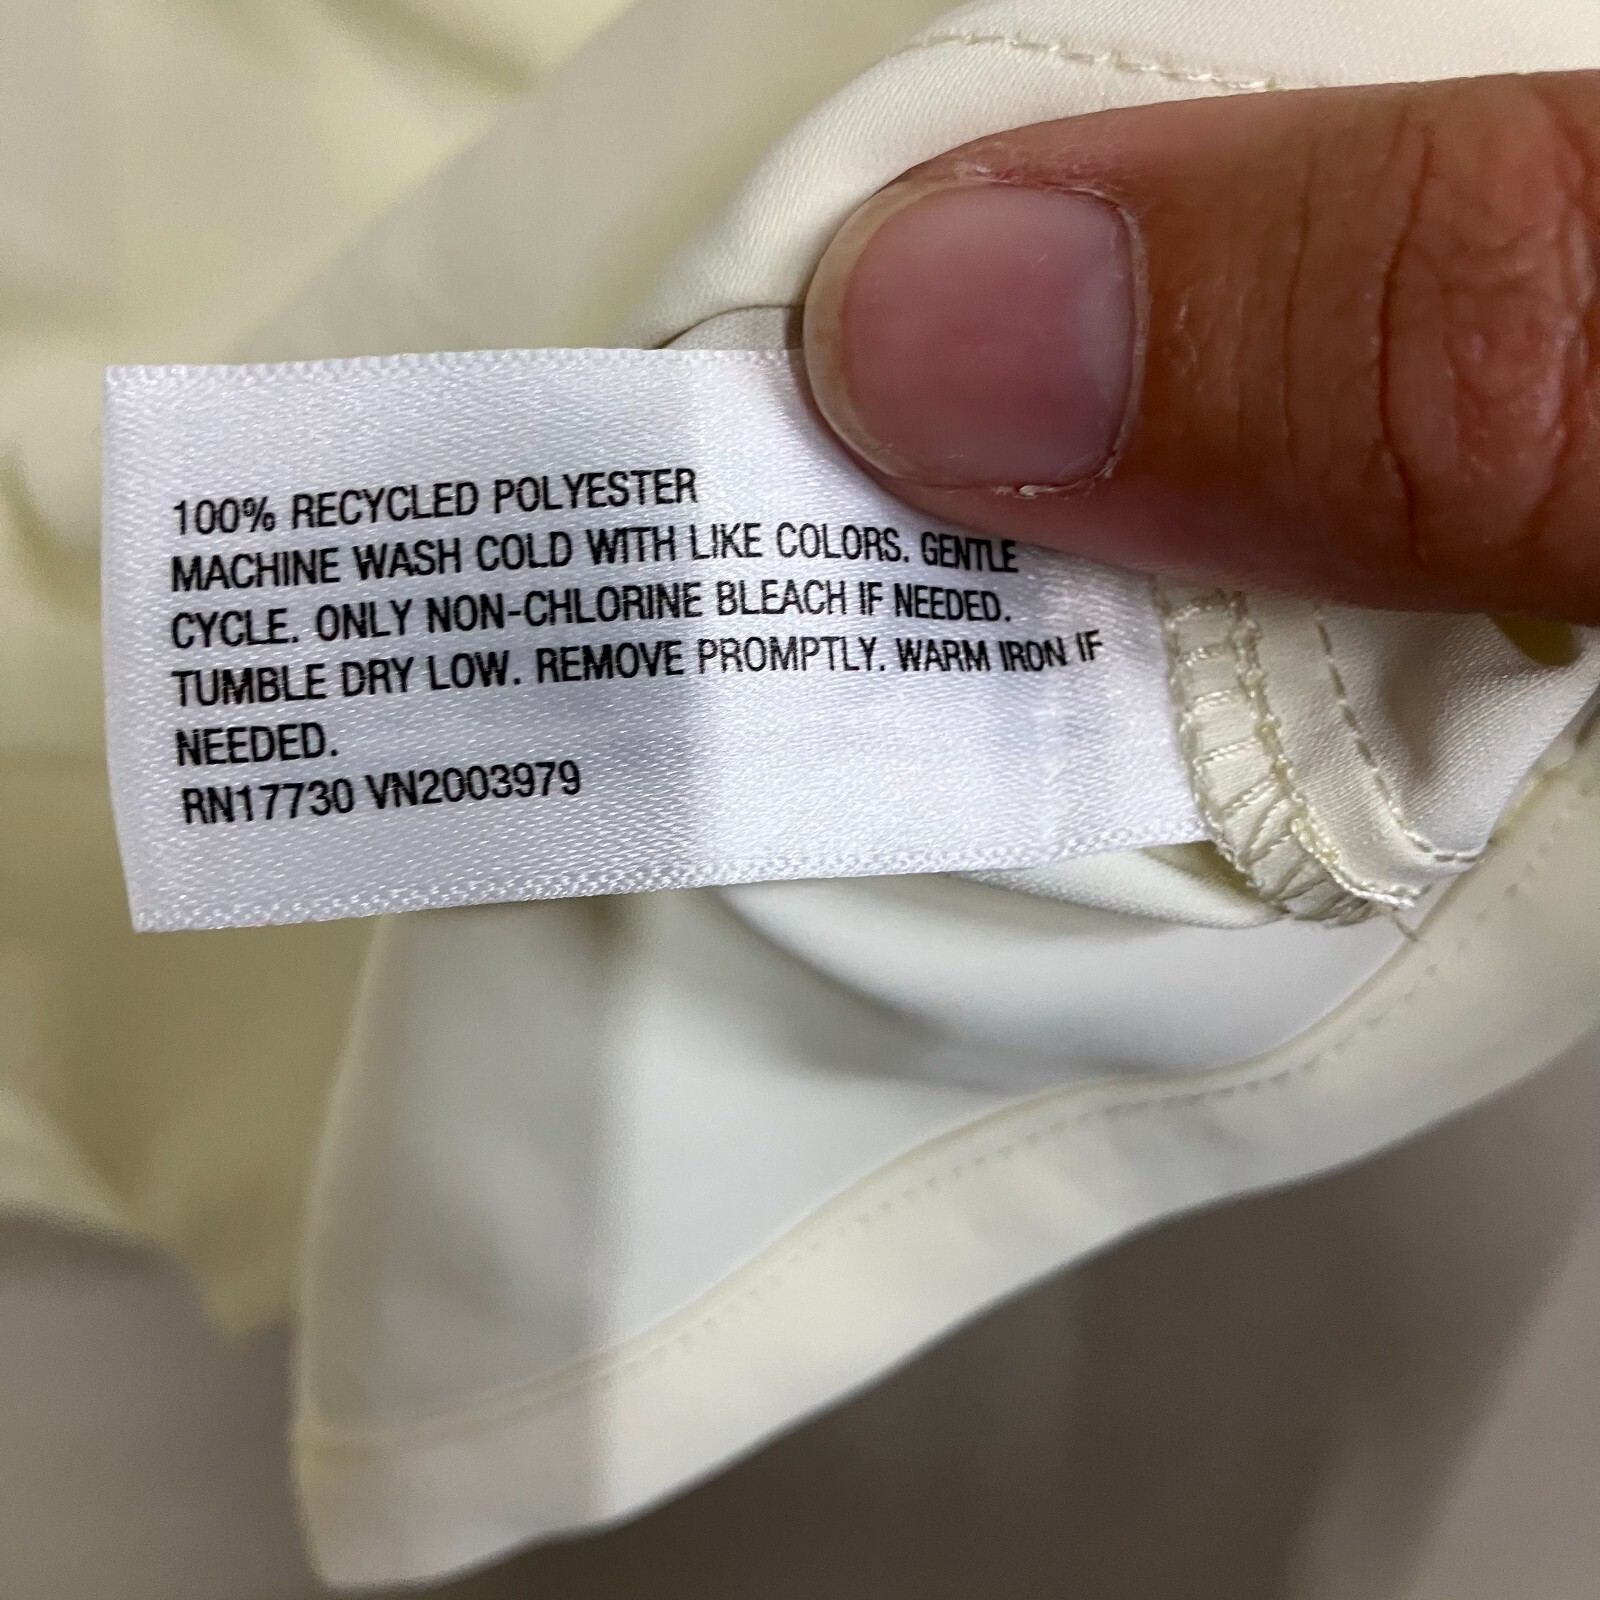 100% RECYCLED POLYESTER
MACHINE WASH COLD WITH LIKE COLORS. GENTLE
CYCLE. ONLY NON-CHLORINE BLEACH IF NEEDED.
TUMBLE DRY LOW. REMOVE PROMPTLY. WARM IRON IF
NEEDED.
RN17730 VN2003979